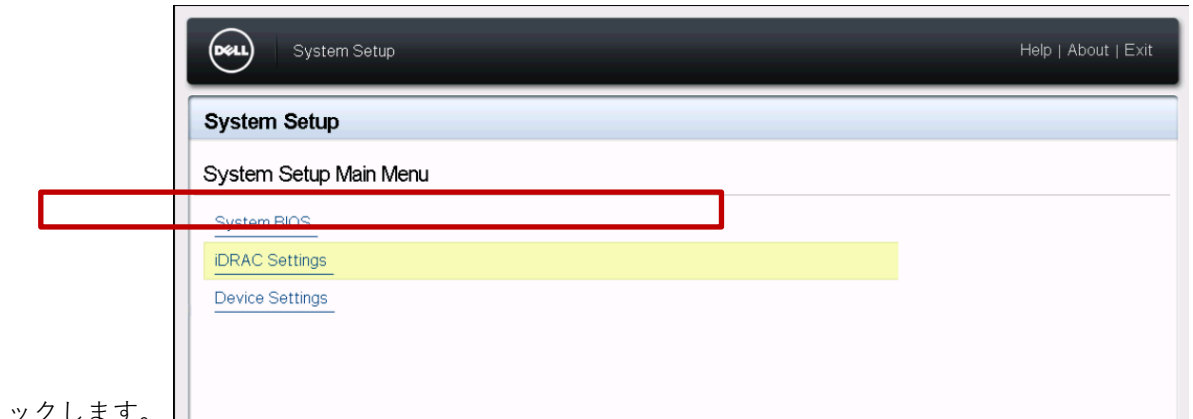 DELL System Setup Help | About | Exit
System Setup
System Setup Main Menu
System BIOS
iDRAC Settings
Device Settings
ックします。